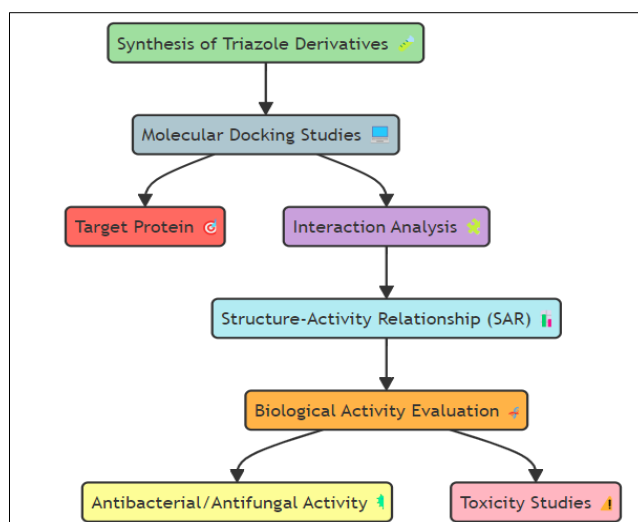 Synthesis of Triazole Derivatives
Molecular Docking Studies
Target Protein
Interaction Analysis
Structure-Activity Relationship (SAR)
Biological Activity Evaluation
Antibacterial/Antifungal Activity
Toxicity Studies